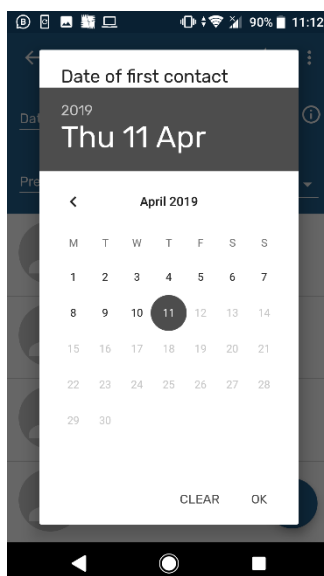 90% 11:12
Date of first contact
Dat
2019
Thu 11 Apr
Pre
April 2019
M T W T F S S
1 2 3 4 5 6 7
8 9 10 11 12 13 14
15 16 17 18 19 20 21
22 23 24 25 26 27 28
29 30
CLEAR OK